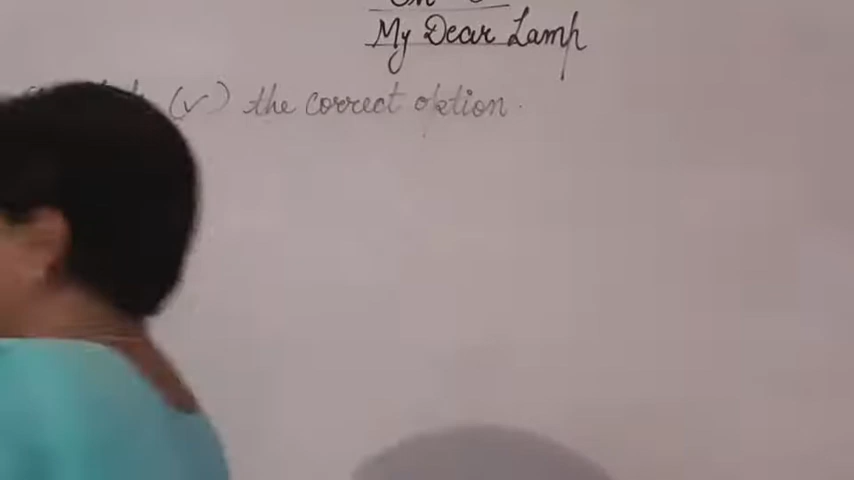 My Dear Lamp
(✓) the correct option.